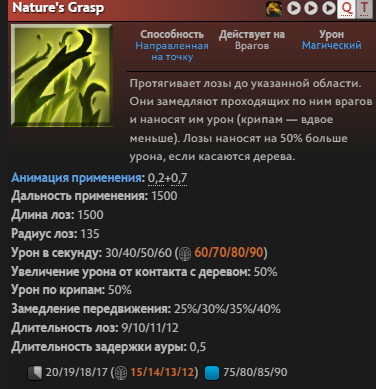 Nature's Grasp Q T
Способность Действует на Урон
Направленная Врагов Магический
на точку
Протягивает лозы до указанной области.
Они замедляют проходящих по ним врагов
и наносят им урон (крипам — вдвое
меньше). Лозы наносят на 50% больше
урона, если касаются дерева.
Анимация применения: 0,2+0,7
Дальность применения: 1500
Длина лоз: 1500
Радиус лоз: 135
Урон в секунду: 30/40/50/60 (60/70/80/90)
Увеличение урона от контакта с деревом: 50%
Урон по крипам: 50%
Замедление передвижения: 25%/30%/35%/40%
Длительность лоз: 9/10/11/12
Длительность задержки ауры: 0,5
20/19/18/17 (15/14/13/12) 75/80/85/90